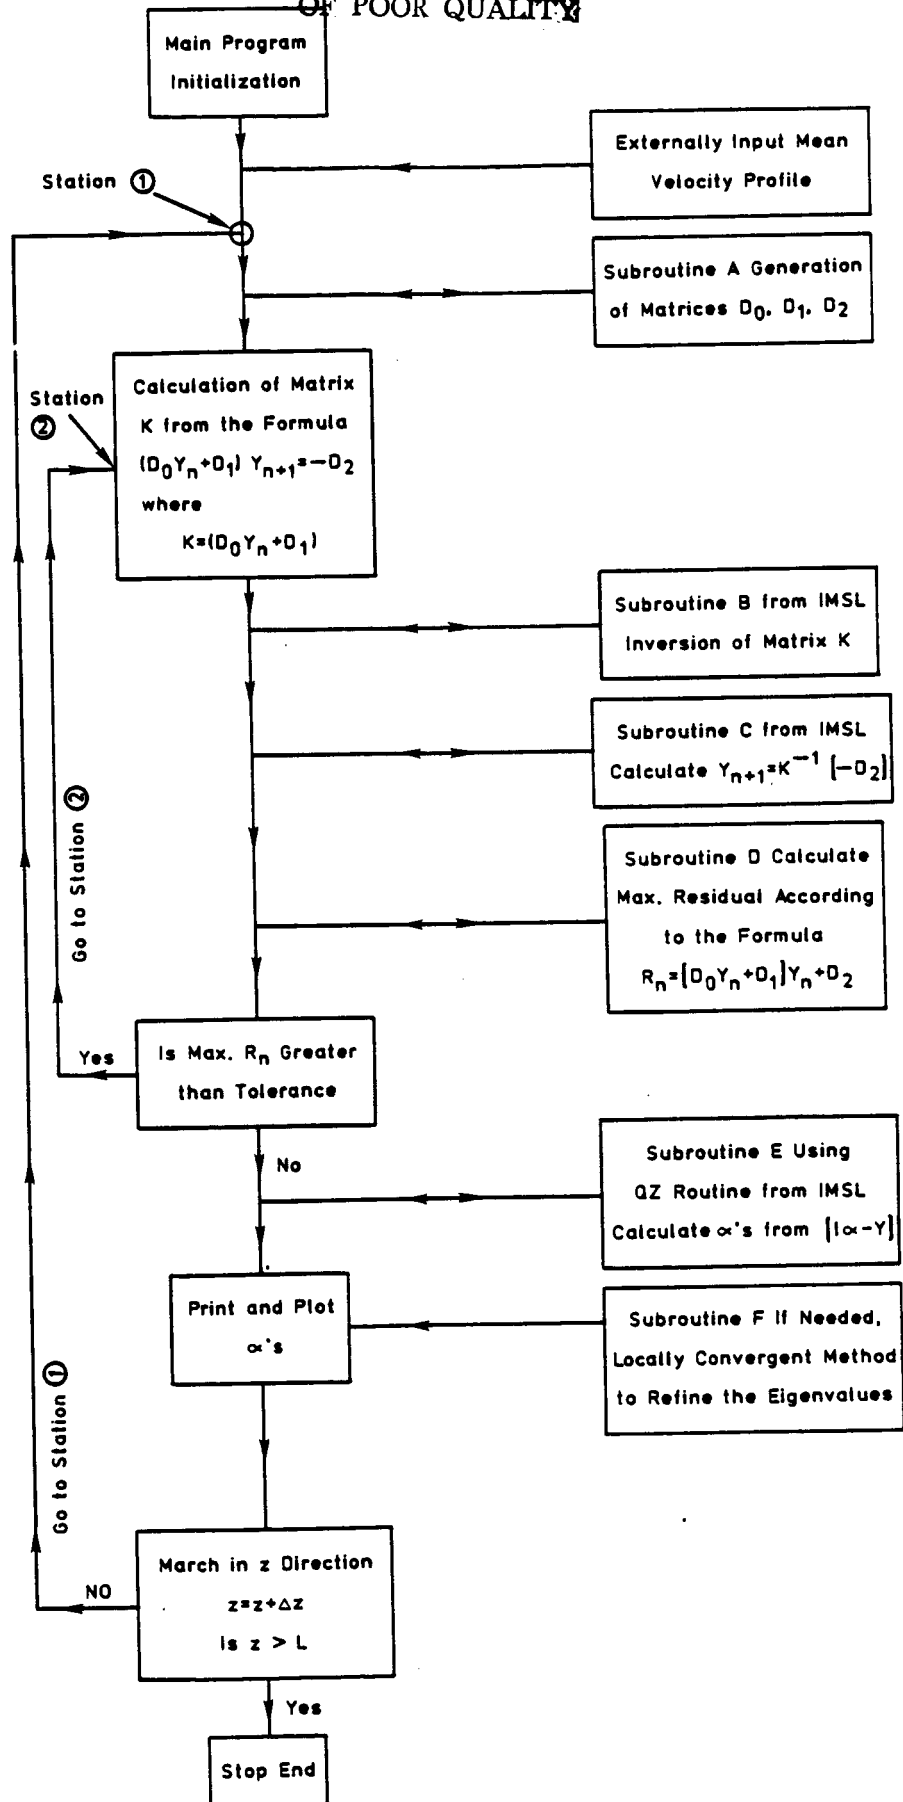 OF POOR QUALITY
Main Program
Initialization
Externally Input Mean
Velocity Profile
Station ①
Subroutine A Generation
of Matrices D₀, D₁, D₂
Calculation of Matrix
K from the Formula
(D₀Yₙ+D₁) Yₙ₊₁=−D₂
where
K=(D₀Yₙ+D₁)
Station
②
Subroutine B from IMSL
Inversion of Matrix K
Subroutine C from IMSL
Calculate Yₙ₊₁=K⁻¹ [−D₂]
Go to Station ②
Subroutine D Calculate
Max. Residual According
to the Formula
Rₙ=[D₀Yₙ+D₁]Yₙ+D₂
Is Max. Rₙ Greater
than Tolerance
Yes
No
Subroutine E Using
QZ Routine from IMSL
Calculate α's from [Iα−Y]
Print and Plot
α's
Subroutine F If Needed,
Locally Convergent Method
to Refine the Eigenvalues
Go to Station ①
March in z Direction
z=z+Δz
Is z > L
NO
Yes
Stop End